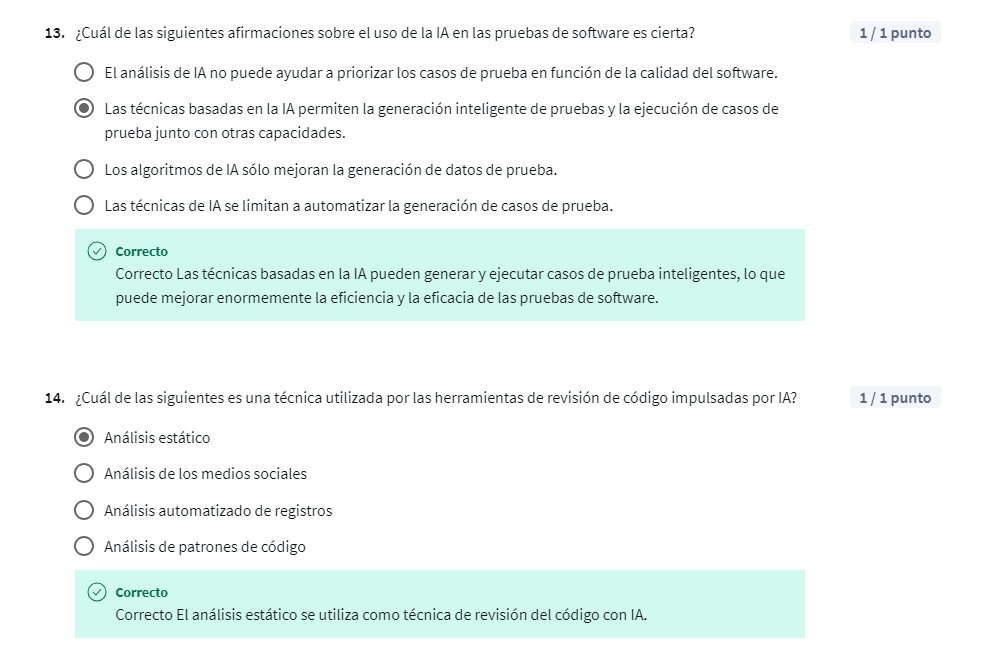 13. ¿Cuál de las siguientes afirmaciones sobre el uso de la IA en las pruebas de software es cierta?
1 / 1 punto
El análisis de IA no puede ayudar a priorizar los casos de prueba en función de la calidad del software.
Las técnicas basadas en la IA permiten la generación inteligente de pruebas y la ejecución de casos de
prueba junto con otras capacidades.
Los algoritmos de IA sólo mejoran la generación de datos de prueba.
Las técnicas de IA se limitan a automatizar la generación de casos de prueba.
Correcto
Correcto Las técnicas basadas en la IA pueden generar y ejecutar casos de prueba inteligentes, lo que
puede mejorar enormemente la eficiencia y la eficacia de las pruebas de software.
14. ¿Cuál de las siguientes es una técnica utilizada por las herramientas de revisión de código impulsadas por IA?
1 / 1 punto
Análisis estático
Análisis de los medios sociales
Análisis automatizado de registros
Análisis de patrones de código
Correcto
Correcto El análisis estático se utiliza como técnica de revisión del código con IA.